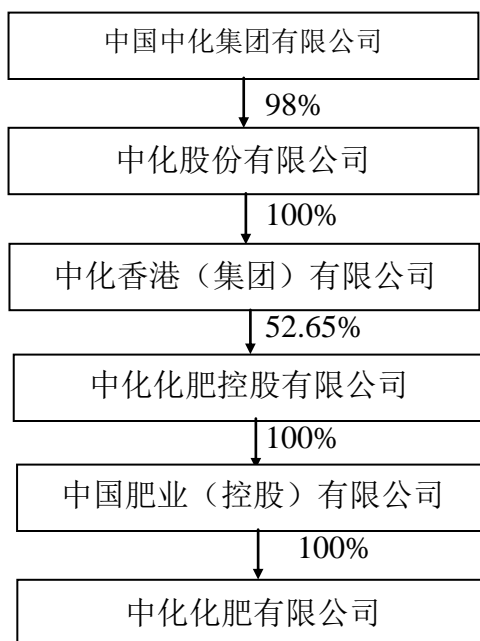 中国中化集团有限公司
98%
中化股份有限公司
100%
中化香港（集团）有限公司
52.65%
中化化肥控股有限公司
100%
中国肥业（控股）有限公司
100%
中化化肥有限公司